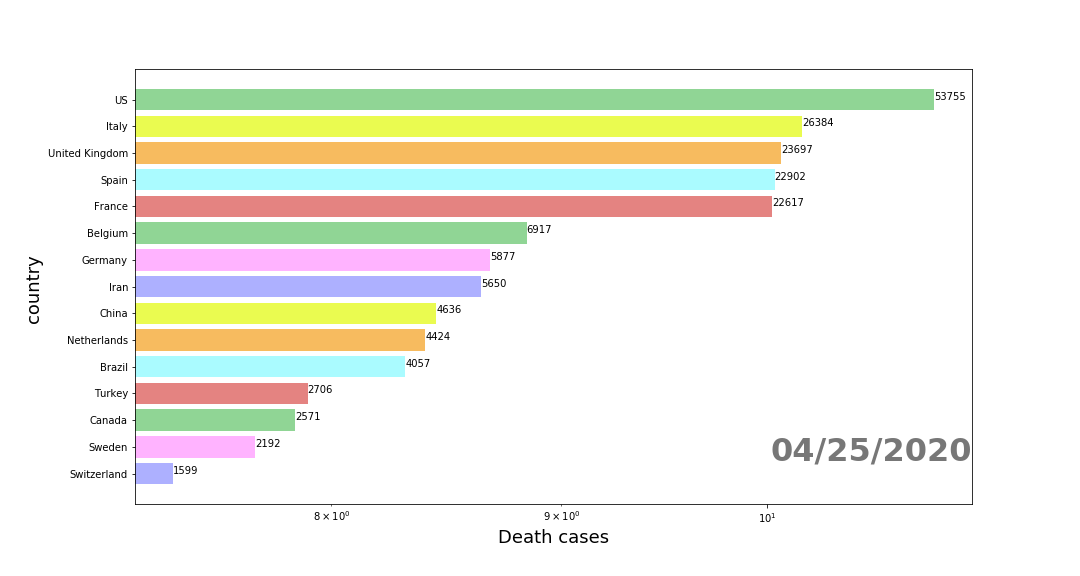 US 53755
Italy 26384
United Kingdom 23697
Spain 22902
France 22617
Belgium 6917
Germany 5877
Iran 5650
country
China 4636
Netherlands 4424
Brazil 4057
Turkey 2706
Canada 2571
Sweden 2192
04/25/2020
Switzerland 1599
8 × 10⁰ 9 × 10⁰ 10¹
Death cases